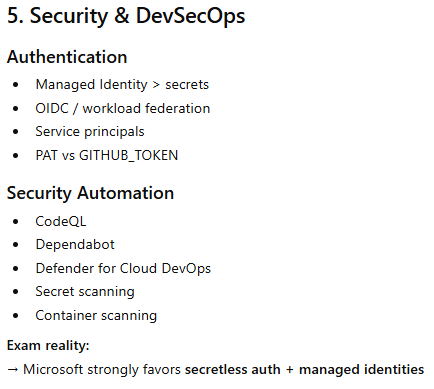 5. Security & DevSecOps
Authentication
• Managed Identity > secrets
• OIDC / workload federation
• Service principals
• PAT vs GITHUB_TOKEN
Security Automation
• CodeQL
• Dependabot
• Defender for Cloud DevOps
• Secret scanning
• Container scanning
Exam reality:
→ Microsoft strongly favors secretless auth + managed identities